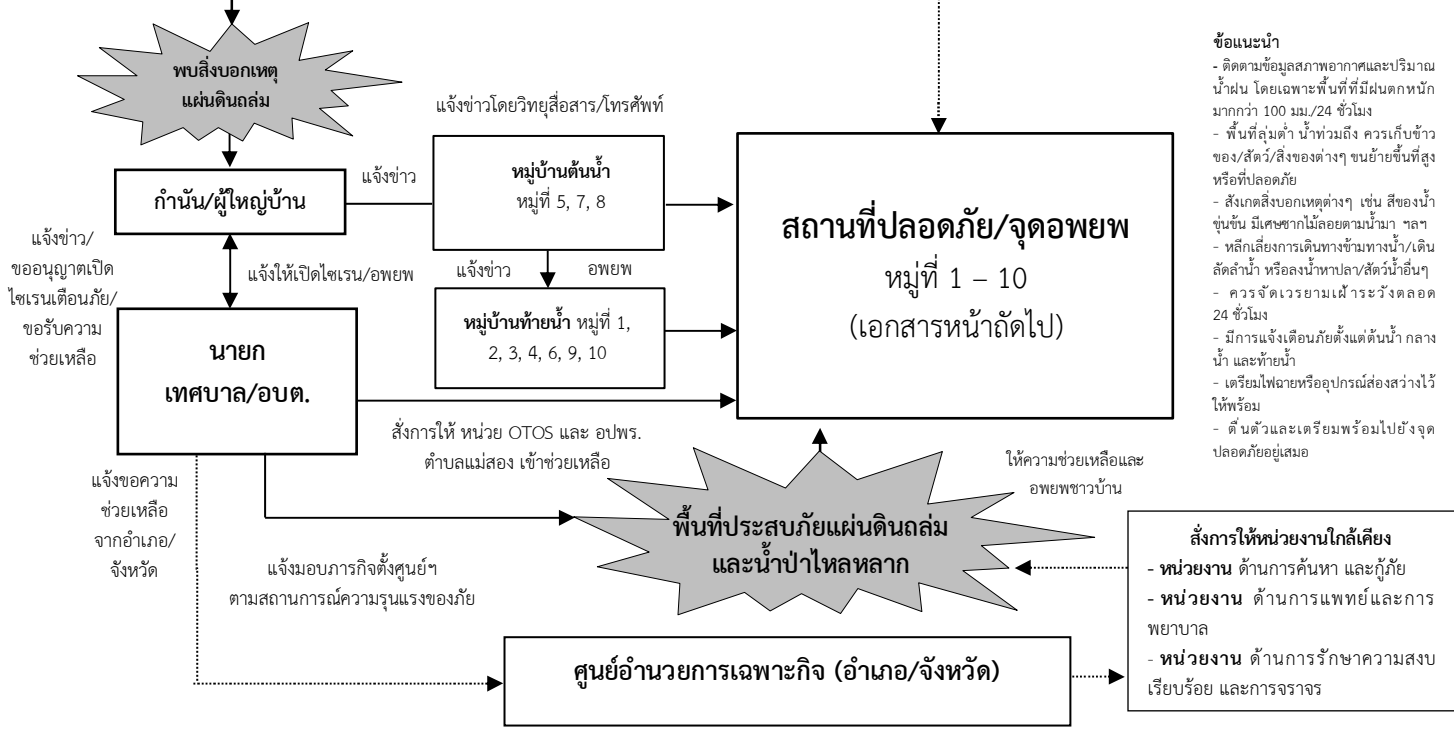 พบสิ่งบอกเหตุ
แผ่นดินถล่ม
แจ้งข่าวโดยวิทยุสื่อสาร/โทรศัพท์
กำนัน/ผู้ใหญ่บ้าน
แจ้งข่าว
หมู่บ้านต้นน้ำ
หมู่ที่ 5, 7, 8
แจ้งข่าว/
ขออนุญาตเปิด
ไซเรนเตือนภัย/
ขอรับความ
ช่วยเหลือ
แจ้งให้เปิดไซเรน/อพยพ
แจ้งข่าว
อพยพ
หมู่บ้านท้ายน้ำ หมู่ที่ 1,
2, 3, 4, 6, 9, 10
นายก
เทศบาล/อบต.
สถานที่ปลอดภัย/จุดอพยพ
หมู่ที่ 1 – 10
(เอกสารหน้าถัดไป)
สั่งการให้ หน่วย OTOS และ อปพร.
ตำบลแม่สอง เข้าช่วยเหลือ
แจ้งขอความ
ช่วยเหลือ
จากอำเภอ/
จังหวัด
แจ้งมอบภารกิจตั้งศูนย์ฯ
ตามสถานการณ์ความรุนแรงของภัย
พื้นที่ประสบภัยแผ่นดินถล่ม
และน้ำป่าไหลหลาก
ให้ความช่วยเหลือและ
อพยพชาวบ้าน
ศูนย์อำนวยการเฉพาะกิจ (อำเภอ/จังหวัด)
ข้อแนะนำ
- ติดตามข้อมูลสภาพอากาศและปริมาณ
น้ำฝน โดยเฉพาะพื้นที่ที่มีฝนตกหนัก
มากกว่า 100 มม./24 ชั่วโมง
- พื้นที่ลุ่มต่ำ น้ำท่วมถึง ควรเก็บข้าว
ของ/สัตว์/สิ่งของต่างๆ ขนย้ายขึ้นที่สูง
หรือที่ปลอดภัย
- สังเกตสิ่งบอกเหตุต่างๆ เช่น สีของน้ำ
ขุ่นข้น มีเศษซากไม้ลอยตามน้ำมา ฯลฯ
- หลีกเลี่ยงการเดินทางข้ามทางน้ำ/เดิน
ลัดลำน้ำ หรือลงน้ำหาปลา/สัตว์น้ำอื่นๆ
- ควรจัดเวรยามเฝ้าระวังตลอด
24 ชั่วโมง
- มีการแจ้งเตือนภัยตั้งแต่ต้นน้ำ กลาง
น้ำ และท้ายน้ำ
- เตรียมไฟฉายหรืออุปกรณ์ส่องสว่างไว้
ให้พร้อม
- ตื่นตัวและเตรียมพร้อมไปยังจุด
ปลอดภัยอยู่เสมอ
สั่งการให้หน่วยงานใกล้เคียง
- หน่วยงาน ด้านการค้นหา และกู้ภัย
- หน่วยงาน ด้านการแพทย์และการ
พยาบาล
- หน่วยงาน ด้านการรักษาความสงบ
เรียบร้อย และการจราจร